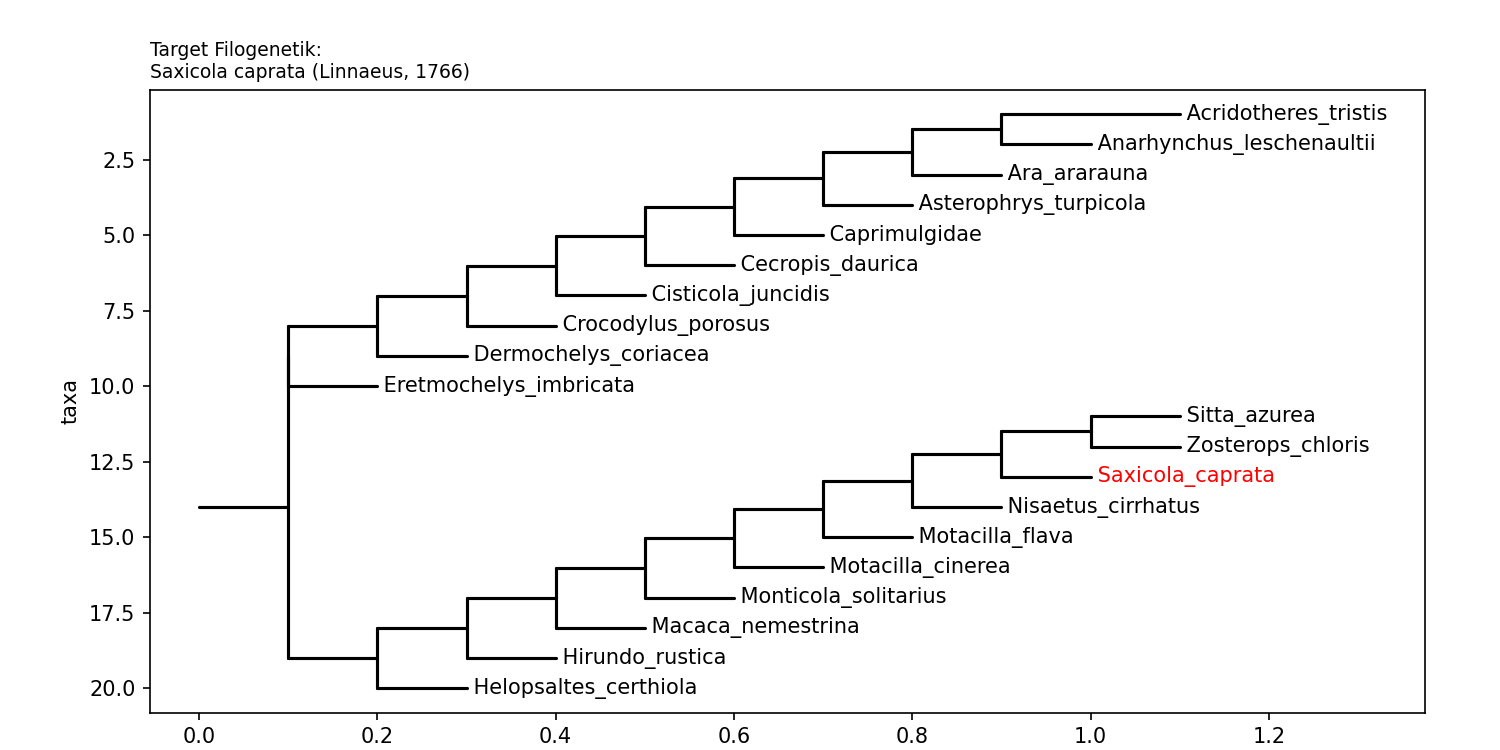 Target Filogenetik:
Saxicola caprata (Linnaeus, 1766)
Acridotheres_tristis
Anarhynchus_leschenaultii
2.5
Ara_ararauna
Asterophrys_turpicola
5.0
Caprimulgidae
Cecropis_daurica
Cisticola_juncidis
7.5
Crocodylus_porosus
Dermochelys_coriacea
10.0
Eretmochelys_imbricata
taxa
Sitta_azurea
Zosterops_chloris
12.5
Saxicola_caprata
Nisaetus_cirrhatus
15.0
Motacilla_flava
Motacilla_cinerea
Monticola_solitarius
17.5
Macaca_nemestrina
Hirundo_rustica
20.0
Helopsaltes_certhiola
0.0 0.2 0.4 0.6 0.8 1.0 1.2